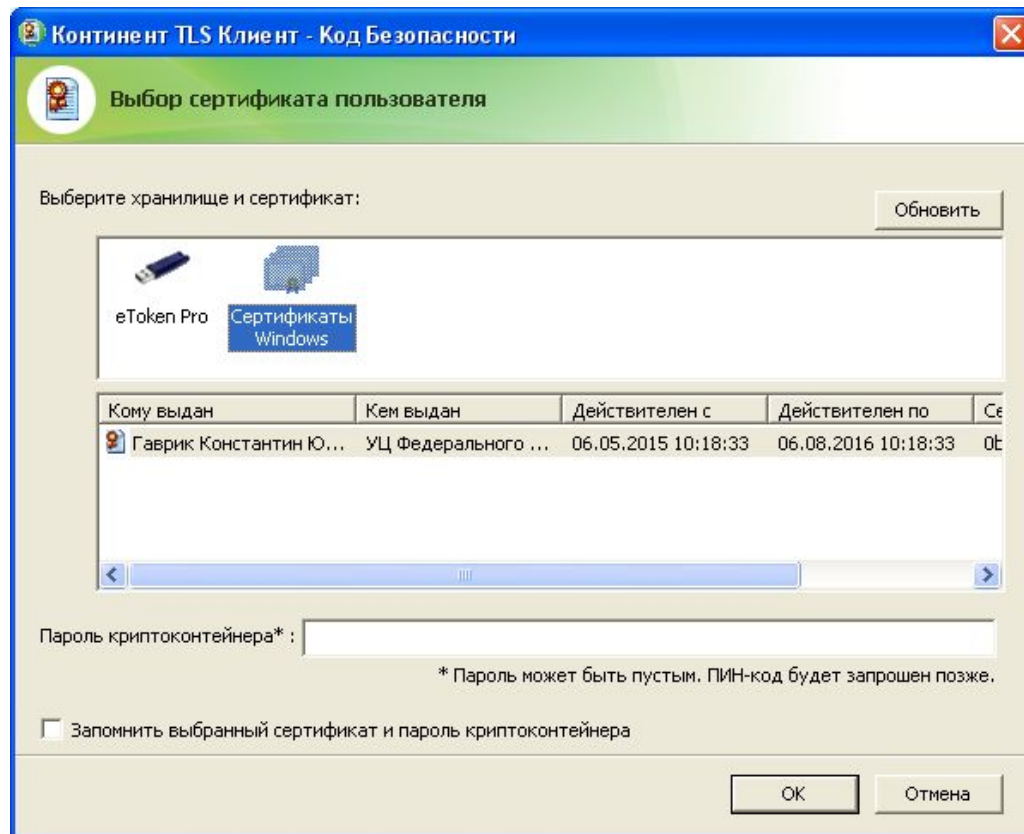 Континент TLS Клиент - Код Безопасности
Выбор сертификата пользователя
Выберите хранилище и сертификат:
Обновить
eToken Pro
Сертификаты
Windows
Кому выдан Кем выдан Действителен с Действителен по Се
Гаврик Константин Ю... УЦ Федерального ... 06.05.2015 10:18:33 06.08.2016 10:18:33 0b
Пароль криптоконтейнера* :
* Пароль может быть пустым. ПИН-код будет запрошен позже.
Запомнить выбранный сертификат и пароль криптоконтейнера
OK Отмена